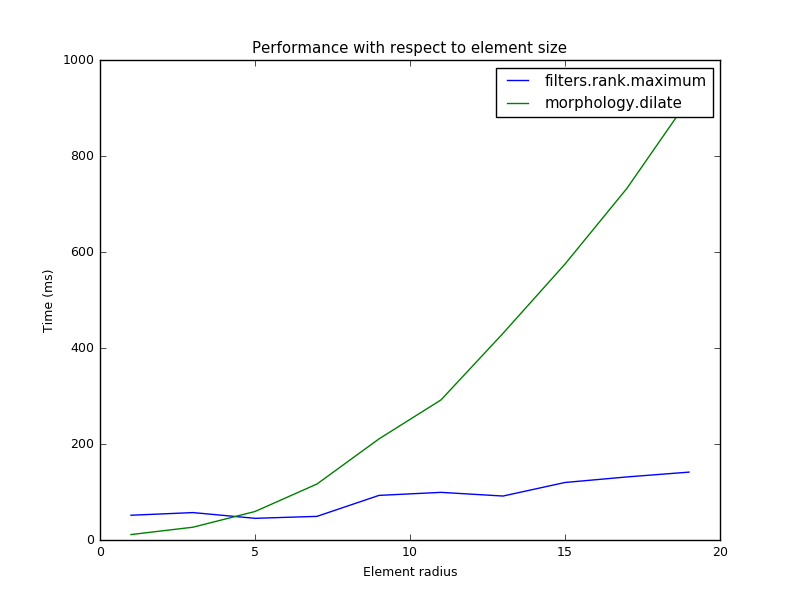 Performance with respect to element size
filters.rank.maximum
morphology.dilate
1000
800
600
400
200
0
Time (ms)
0 5 10 15 20
Element radius